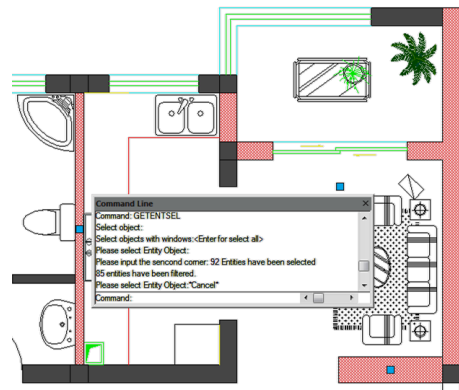 Command Line
Command: GETENTSEL
Select object:
Select objects with windows:<Enter for select all>
Please select Entity Object:
Please input the sencond corner: 92 Entities have been selected
85 entities have been filtered.
Please select Entity Object:"Cancel"
Command: